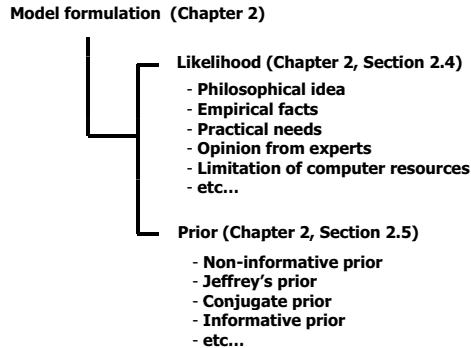 Model formulation (Chapter 2)
Likelihood (Chapter 2, Section 2.4)
- Philosophical idea
- Empirical facts
- Practical needs
- Opinion from experts
- Limitation of computer resources
- etc...
Prior (Chapter 2, Section 2.5)
- Non-informative prior
- Jeffrey's prior
- Conjugate prior
- Informative prior
- etc...